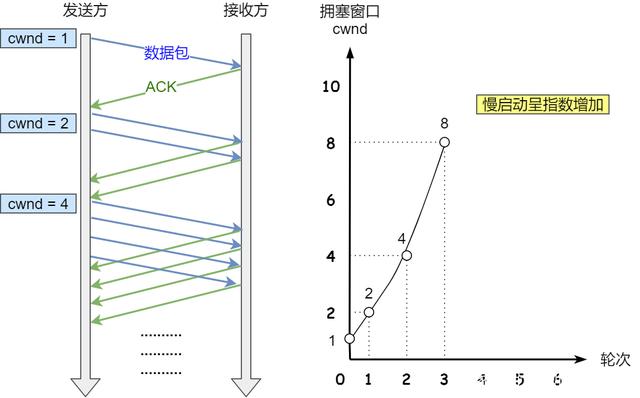 发送方
接收方
cwnd = 1
数据包
ACK
cwnd = 2
cwnd = 4
..........
..........
..........
拥塞窗口
cwnd
慢启动呈指数增加
10
8
6
4
2
1
8
4
2
0 1 2 3 4 5 6
轮次